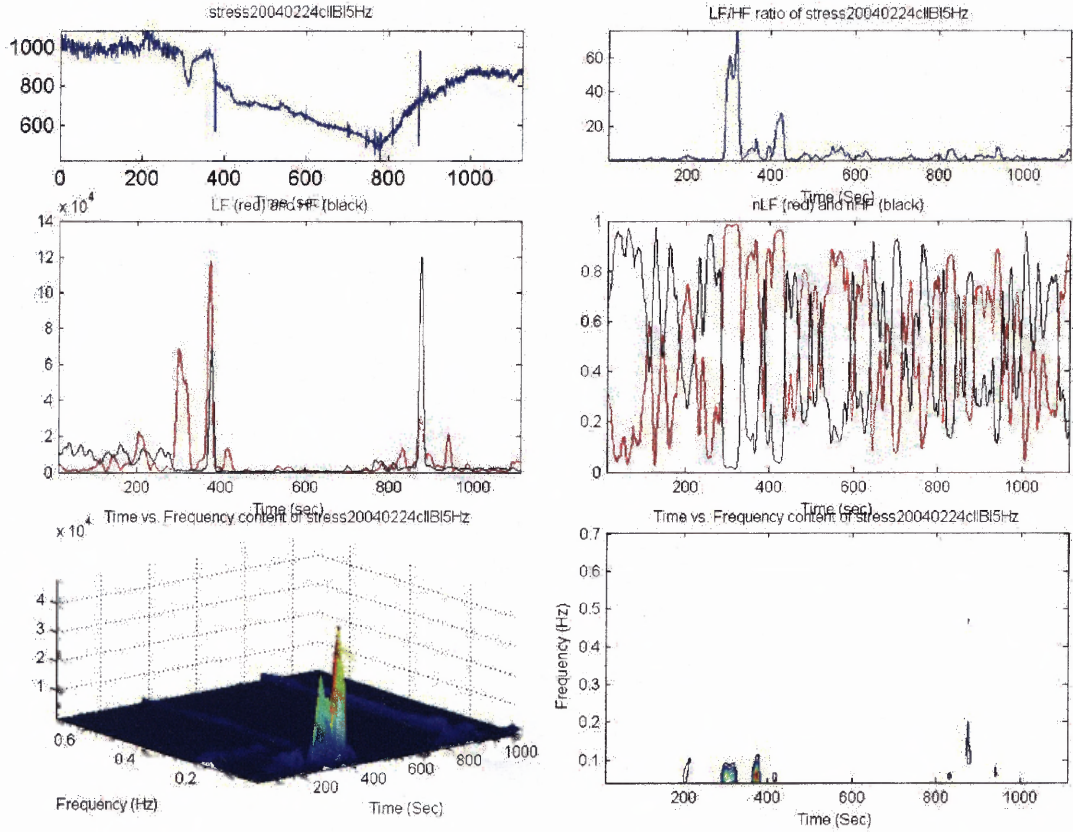 stress20040224clIBI5Hz
1000
800
600
0 200 400 600 800 1000
Time (sec)
LF/HF ratio of stress20040224clIBI5Hz
60
40
20
200 400 600 800 1000
Time (Sec)
LF (red) and HF (black)
x 10^4
14
12
10
8
6
4
2
0
200 400 600 800 1000
Time (sec)
nLF (red) and nHF (black)
1
0.8
0.6
0.4
0.2
0
200 400 600 800 1000
Time (Sec)
Time vs. Frequency content of stress20040224clIBI5Hz
x 10^4
4
3
2
1
0.6 0.4 0.2
Frequency (Hz)
200 400 600 800 1000
Time (Sec)
Time vs. Frequency content of stress20040224clIBI5Hz
0.7
0.6
0.5
0.4
0.3
0.2
0.1
Frequency (Hz)
200 400 600 800 1000
Time (Sec)